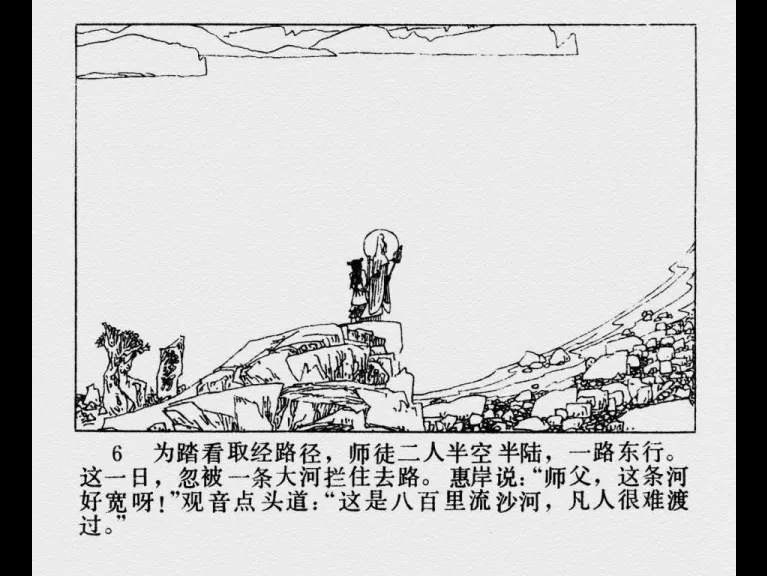 6 为踏看取经路径，师徒二人半空半陆，一路东行。
这一日，忽被一条大河拦住去路。惠岸说：“师父，这条河
好宽呀！”观音点头道：“这是八百里流沙河，凡人很难渡
过。”